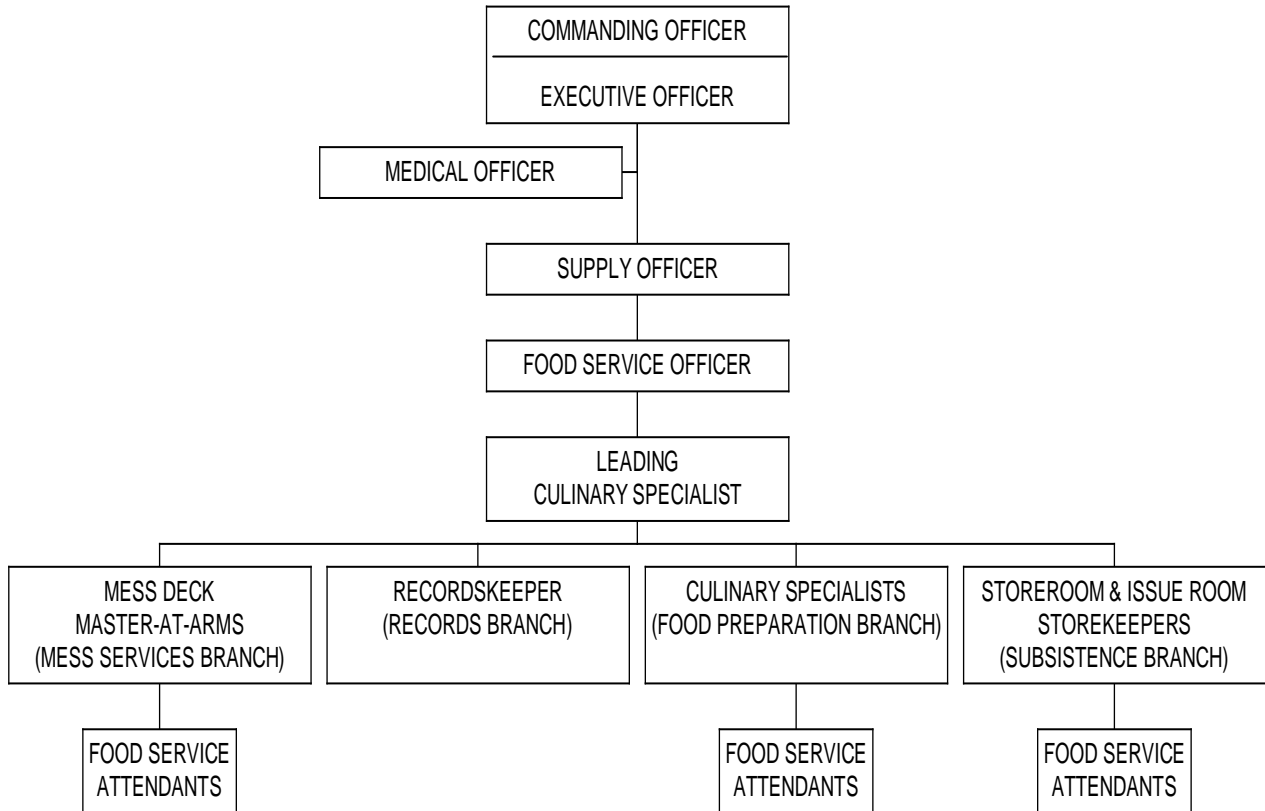 COMMANDING OFFICER
EXECUTIVE OFFICER
MEDICAL OFFICER
SUPPLY OFFICER
FOOD SERVICE OFFICER
LEADING
CULINARY SPECIALIST
MESS DECK
MASTER-AT-ARMS
(MESS SERVICES BRANCH)
RECORDSKEEPER
(RECORDS BRANCH)
CULINARY SPECIALISTS
(FOOD PREPARATION BRANCH)
STOREROOM & ISSUE ROOM
STOREKEEPERS
(SUBSISTENCE BRANCH)
FOOD SERVICE
ATTENDANTS
FOOD SERVICE
ATTENDANTS
FOOD SERVICE
ATTENDANTS